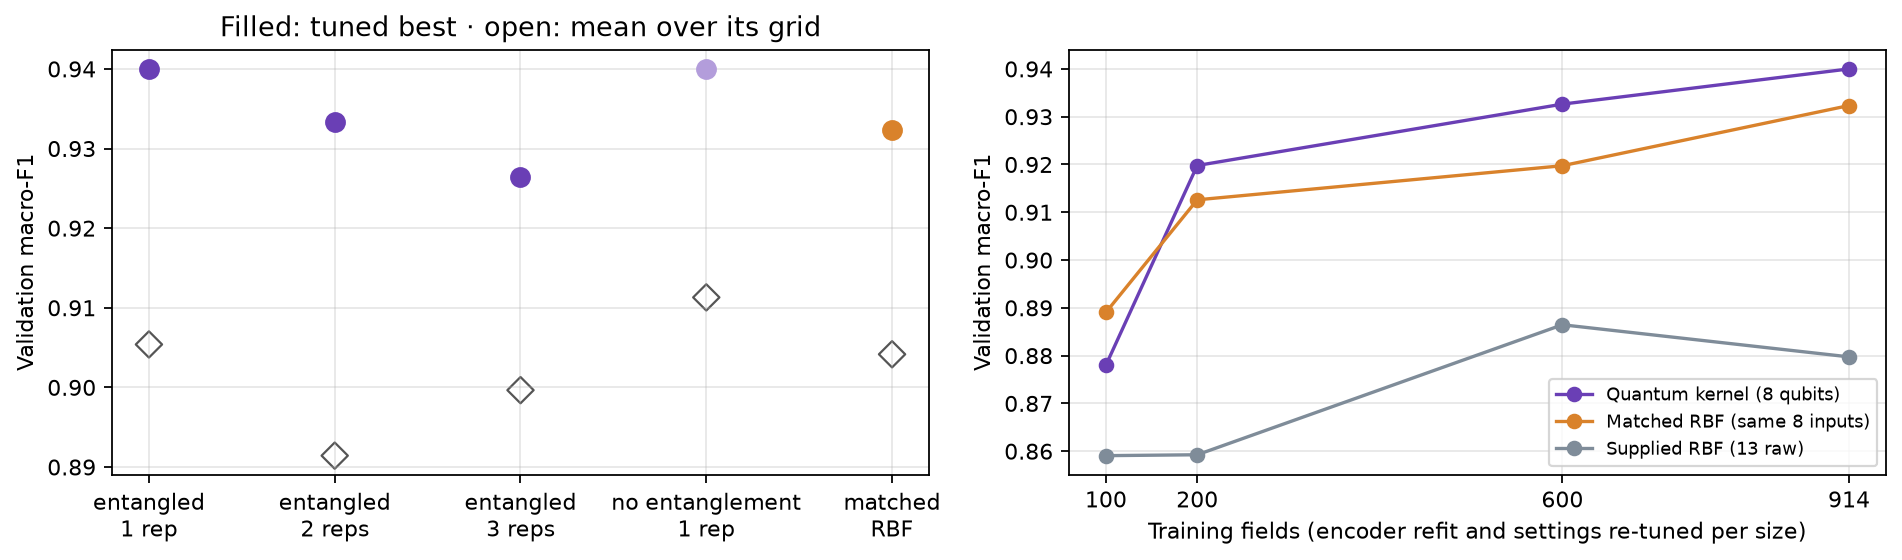 Filled: tuned best · open: mean over its grid
Validation macro-F1
0.94
0.93
0.92
0.91
0.90
0.89
entangled
1 rep
entangled
2 reps
entangled
3 reps
no entanglement
1 rep
matched
RBF
Validation macro-F1
0.94
0.93
0.92
0.91
0.90
0.89
0.88
0.87
0.86
Quantum kernel (8 qubits)
Matched RBF (same 8 inputs)
Supplied RBF (13 raw)
100
200
600
914
Training fields (encoder refit and settings re-tuned per size)